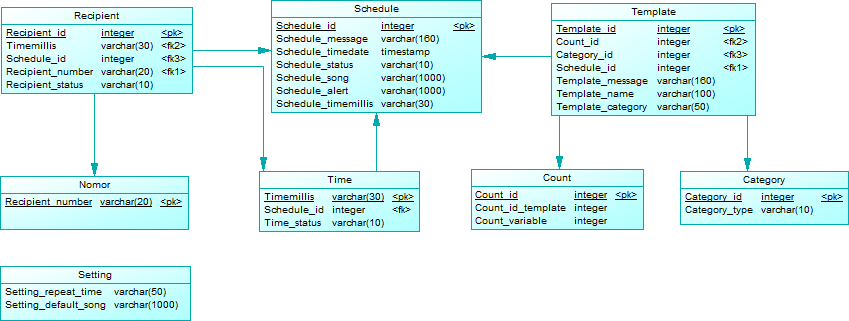 Recipient
Recipient_id integer <pk>
Timemillis varchar(30) <fk2>
Schedule_id integer <fk3>
Recipient_number varchar(20) <fk1>
Recipient_status varchar(10)
Schedule
Schedule_id integer <pk>
Schedule_message varchar(160)
Schedule_timedate timestamp
Schedule_status varchar(10)
Schedule_song varchar(1000)
Schedule_alert varchar(1000)
Schedule_timemillis varchar(30)
Template
Template_id integer <pk>
Count_id integer <fk2>
Category_id integer <fk3>
Schedule_id integer <fk1>
Template_message varchar(160)
Template_name varchar(100)
Template_category varchar(50)
Nomor
Recipient_number varchar(20) <pk>
Time
Timemillis varchar(30) <pk>
Schedule_id integer <fk>
Time_status varchar(10)
Count
Count_id integer <pk>
Count_id_template integer
Count_variable integer
Category
Category_id integer <pk>
Category_type varchar(10)
Setting
Setting_repeat_time varchar(50)
Setting_default_song varchar(1000)